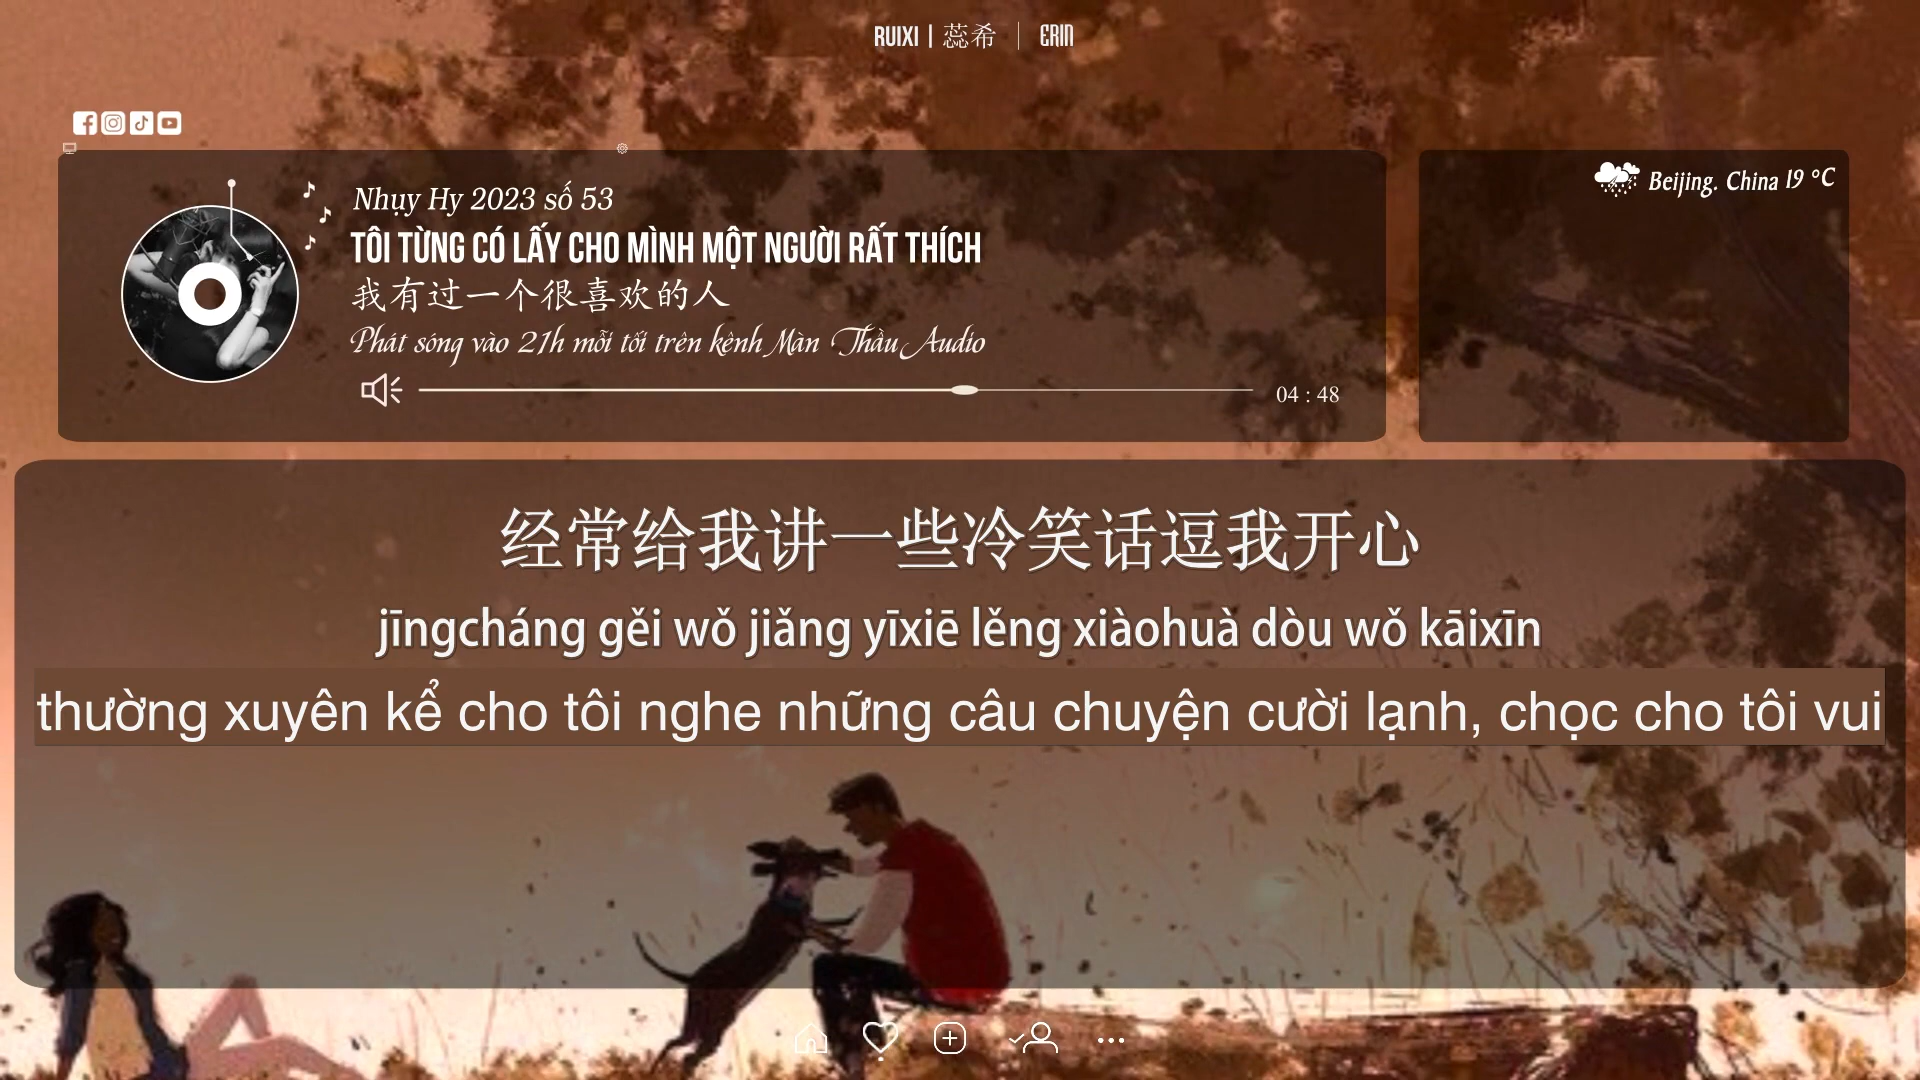 RUIXI | 蕊希 | ERIN
Nhụy Hy 2023 số 53
TÔI TỪNG CÓ LẤY CHO MÌNH MỘT NGƯỜI RẤT THÍCH
我有过一个很喜欢的人
Phát sóng vào 21h mỗi tối trên kênh Màn Thầu Audio
04 : 48
Beijing. China 19 °C
经常给我讲一些冷笑话逗我开心
jīngcháng gěi wǒ jiǎng yīxiē lěng xiàohuà dòu wǒ kāixīn
thường xuyên kể cho tôi nghe những câu chuyện cười lạnh, chọc cho tôi vui